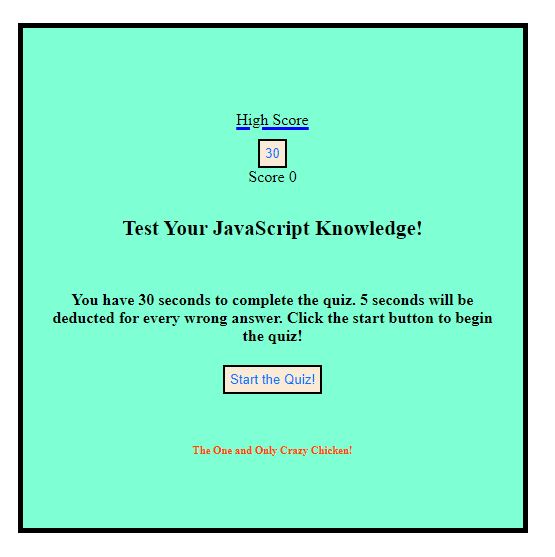 High Score
30
Score 0
Test Your JavaScript Knowledge!
You have 30 seconds to complete the quiz. 5 seconds will be
deducted for every wrong answer. Click the start button to begin
the quiz!
Start the Quiz!
The One and Only Crazy Chicken!